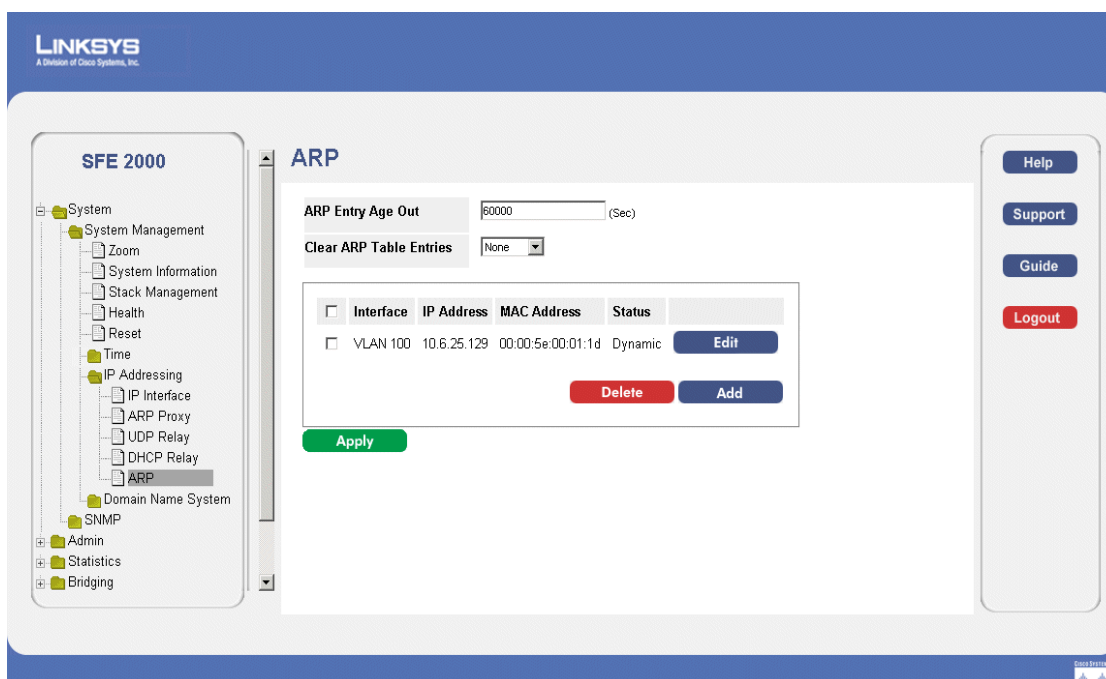 LINKSYS
A Division of Cisco Systems, Inc.
SFE 2000
System
System Management
Zoom
System Information
Stack Management
Health
Reset
Time
IP Addressing
IP Interface
ARP Proxy
UDP Relay
DHCP Relay
ARP
Domain Name System
SNMP
Admin
Statistics
Bridging
ARP
ARP Entry Age Out 60000 (Sec)
Clear ARP Table Entries None
Interface IP Address MAC Address Status
VLAN 100 10.6.25.129 00:00:5e:00:01:1d Dynamic Edit
Delete Add
Apply
Help
Support
Guide
Logout